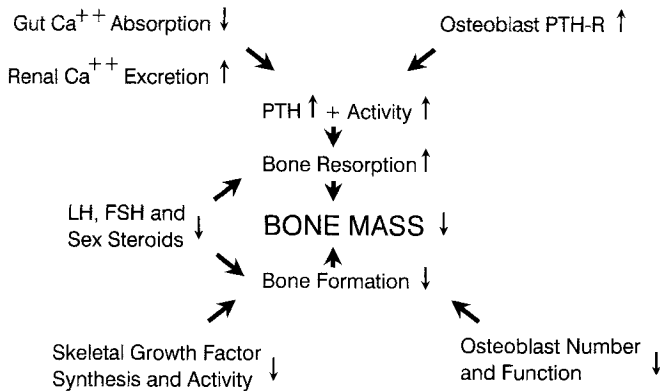 Gut Ca++ Absorption ↓
Osteoblast PTH-R ↑
Renal Ca++ Excretion ↑
PTH ↑ + Activity ↑
Bone Resorption ↑
LH, FSH and
Sex Steroids ↓
BONE MASS ↓
Bone Formation ↓
Skeletal Growth Factor
Synthesis and Activity ↓
Osteoblast Number
and Function ↓